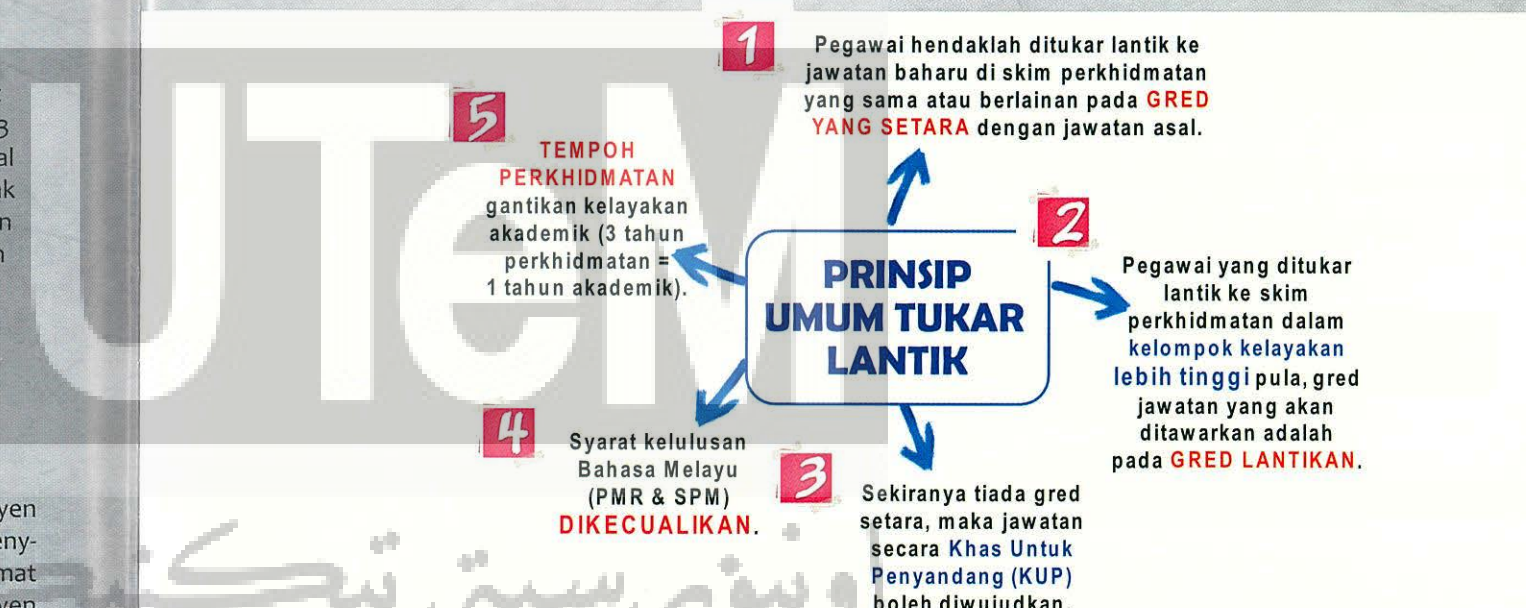 PRINSIP
UMUM TUKAR
LANTIK
1
Pegawai hendaklah ditukar lantik ke
jawatan baharu di skim perkhidmatan
yang sama atau berlainan pada GRED
YANG SETARA dengan jawatan asal.
2
Pegawai yang ditukar
lantik ke skim
perkhidmatan dalam
kelompok kelayakan
lebih tinggi pula, gred
jawatan yang akan
ditawarkan adalah
pada GRED LANTIKAN.
3
Sekiranya tiada gred
setara, maka jawatan
secara Khas Untuk
Penyandang (KUP)
boleh diwujudkan.
4
Syarat kelulusan
Bahasa Melayu
(PMR & SPM)
DIKECUALIKAN.
5
TEMPOH
PERKHIDMATAN
gantikan kelayakan
akademik (3 tahun
perkhidmatan =
1 tahun akademik).
UTeM